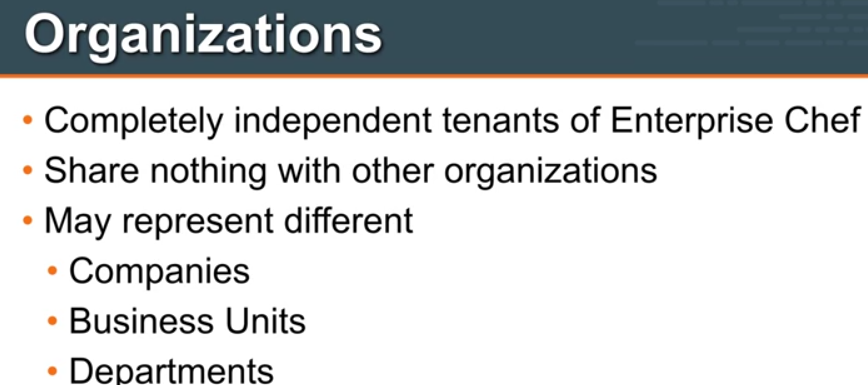 Organizations
• Completely independent tenants of Enterprise Chef
• Share nothing with other organizations
• May represent different
• Companies
• Business Units
• Departments